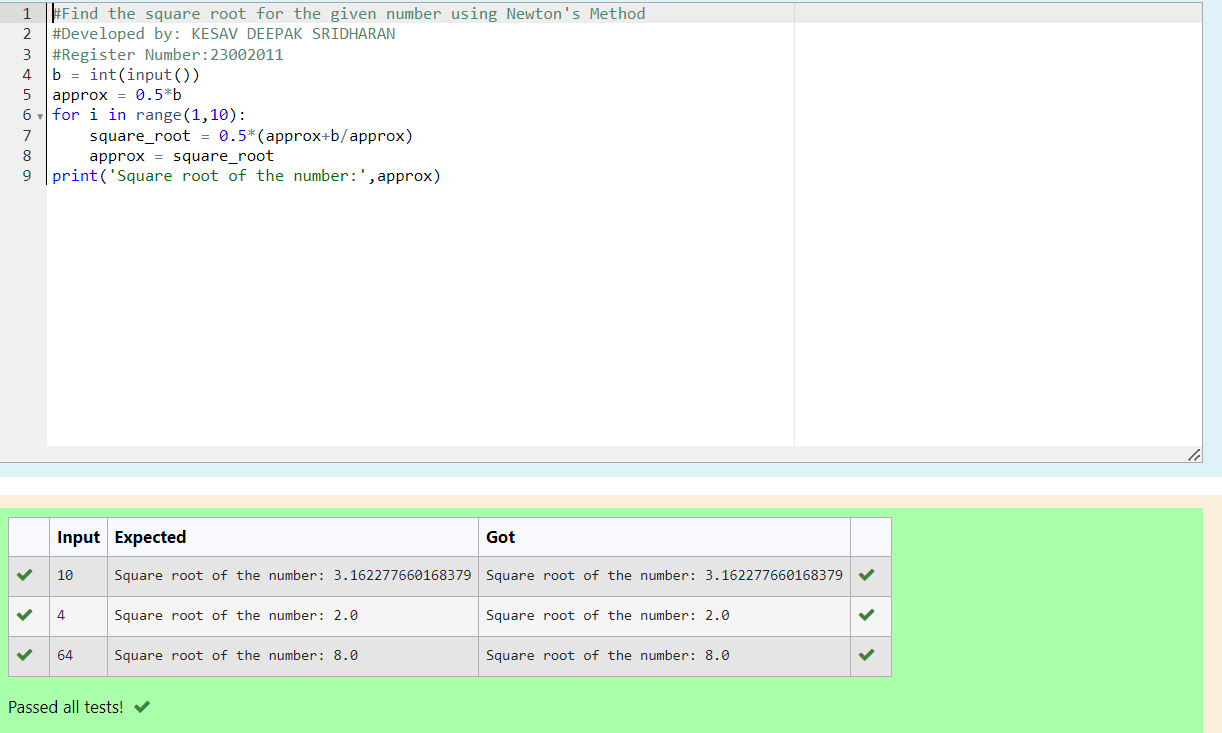 1 #Find the square root for the given number using Newton's Method
2 #Developed by: KESAV DEEPAK SRIDHARAN
3 #Register Number:23002011
4 b = int(input())
5 approx = 0.5*b
6 for i in range(1,10):
7     square_root = 0.5*(approx+b/approx)
8     approx = square_root
9 print('Square root of the number:',approx)
Input Expected Got
10 Square root of the number: 3.162277660168379 Square root of the number: 3.162277660168379
4 Square root of the number: 2.0 Square root of the number: 2.0
64 Square root of the number: 8.0 Square root of the number: 8.0
Passed all tests!